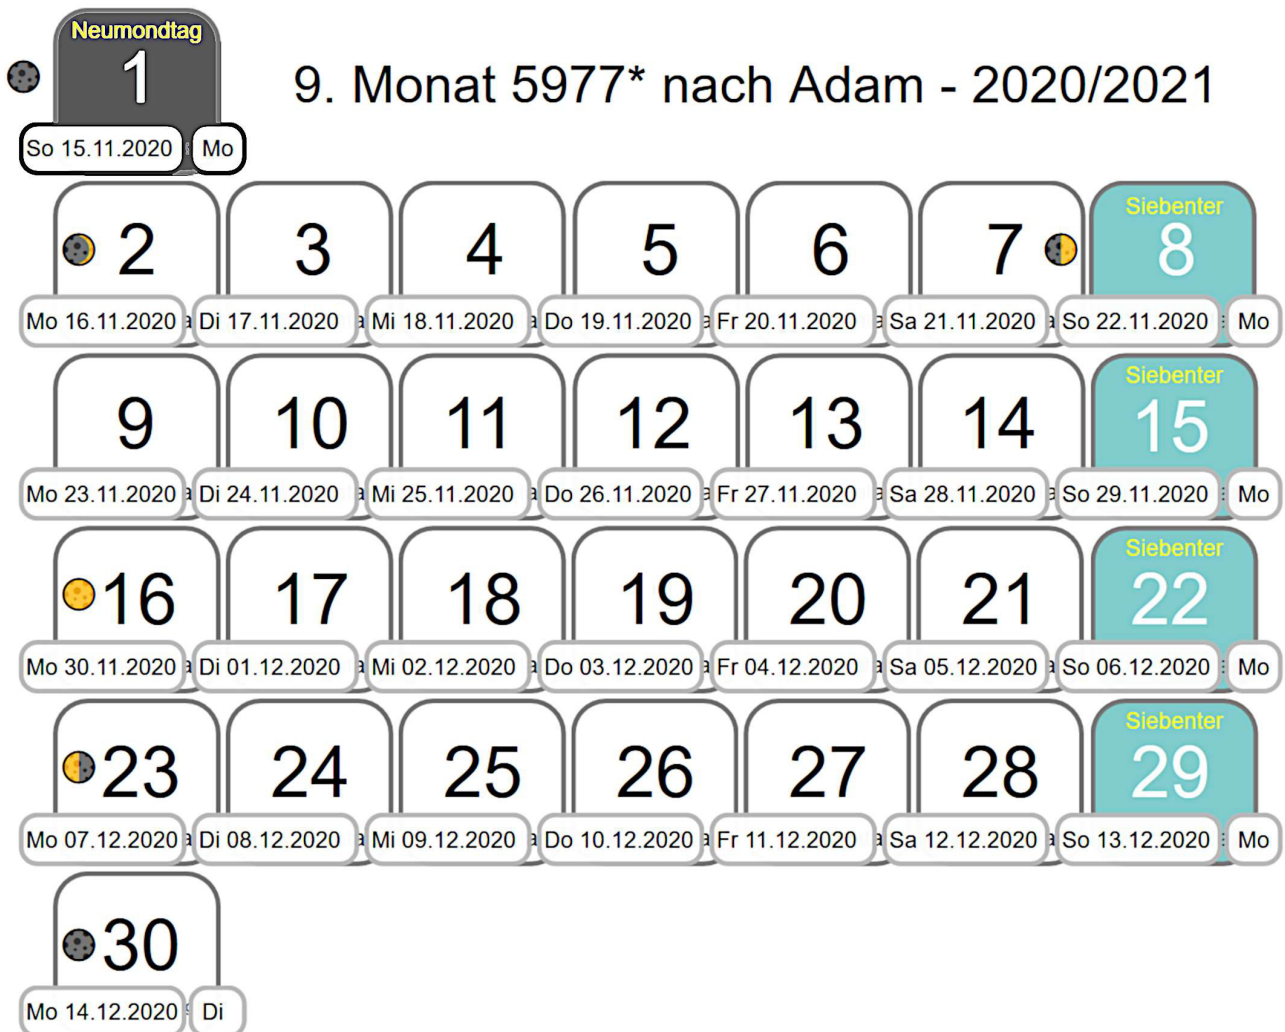 Neumondtag
1
9. Monat 5977* nach Adam - 2020/2021
So 15.11.2020 Mo
Siebenter
2 3 4 5 6 7 8
Mo 16.11.2020 Di 17.11.2020 Mi 18.11.2020 Do 19.11.2020 Fr 20.11.2020 Sa 21.11.2020 So 22.11.2020 Mo
Siebenter
9 10 11 12 13 14 15
Mo 23.11.2020 Di 24.11.2020 Mi 25.11.2020 Do 26.11.2020 Fr 27.11.2020 Sa 28.11.2020 So 29.11.2020 Mo
Siebenter
16 17 18 19 20 21 22
Mo 30.11.2020 Di 01.12.2020 Mi 02.12.2020 Do 03.12.2020 Fr 04.12.2020 Sa 05.12.2020 So 06.12.2020 Mo
Siebenter
23 24 25 26 27 28 29
Mo 07.12.2020 Di 08.12.2020 Mi 09.12.2020 Do 10.12.2020 Fr 11.12.2020 Sa 12.12.2020 So 13.12.2020 Mo
30
Mo 14.12.2020 Di